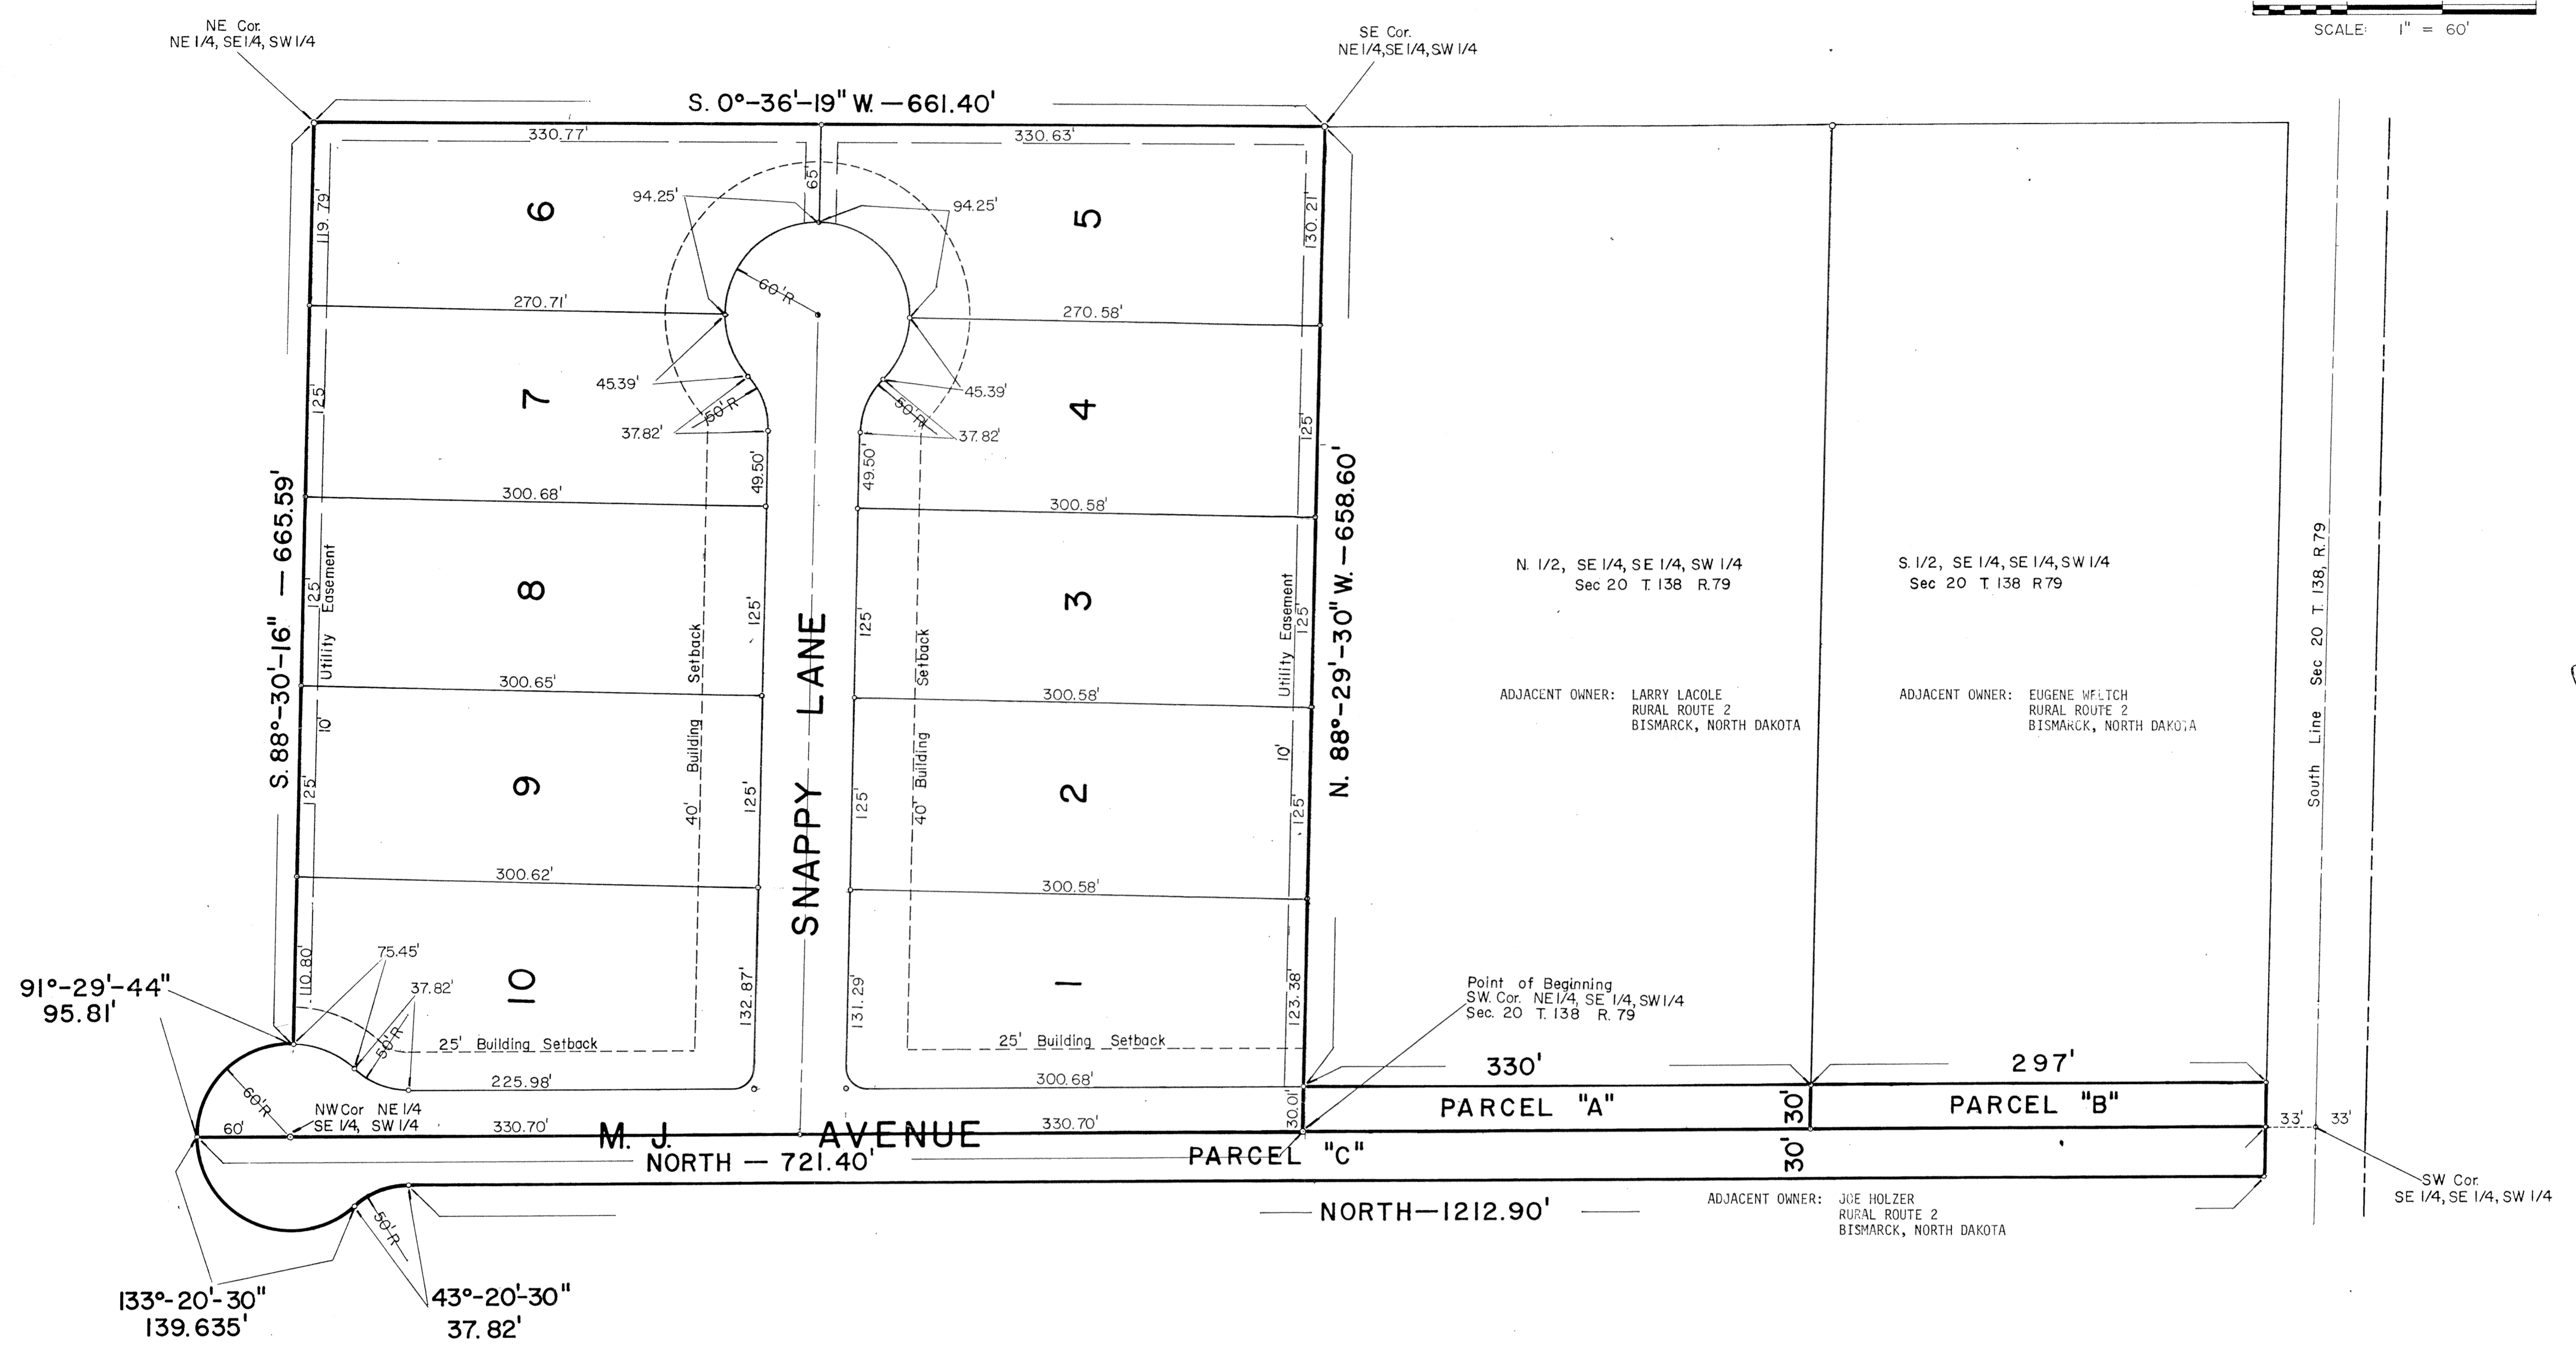 NE Cor.
NE 1/4, SE 1/4, SW 1/4
SE Cor.
NE 1/4, SE 1/4, SW 1/4
SCALE: 1" = 60'
S. 0°-36'-19" W. — 661.40'
330.77'
330.63'
65'
94.25'
94.25'
119.79'
6
5
130.21'
60'R
270.71'
270.58'
45.39'
45.39'
50'R
50'R
37.82'
37.82'
125'
7
4
125'
49.50'
49.50'
300.68'
300.58'
S. 88°-30'-16" — 665.59'
N. 88°-29'-30" W. — 658.60'
125'
Utility Easement
10'
8
3
125'
125'
Utility Easement
125'
10'
40' Building Setback
40' Building Setback
SNAPPY LANE
300.65'
300.58'
125'
9
125'
125'
2
125'
300.62'
300.58'
110.80'
10
132.87'
131.29'
1
123.38'
75.45'
37.82'
50'R
25' Building Setback
25' Building Setback
225.98'
300.68'
91°-29'-44"
95.81'
60'R
NW Cor NE 1/4
SE 1/4, SW 1/4
60'
330.70'
330.70'
30.01'
M. J. AVENUE
NORTH — 721.40'
PARCEL "C"
N. 1/2, SE 1/4, SE 1/4, SW 1/4
Sec 20 T. 138 R.79
S. 1/2, SE 1/4, SE 1/4, SW 1/4
Sec 20 T. 138 R79
ADJACENT OWNER: LARRY LACOLE
RURAL ROUTE 2
BISMARCK, NORTH DAKOTA
ADJACENT OWNER: EUGENE WELTCH
RURAL ROUTE 2
BISMARCK, NORTH DAKOTA
South Line Sec 20 T. 138, R.79
Point of Beginning
SW. Cor. NE 1/4, SE 1/4, SW 1/4
Sec. 20 T. 138 R. 79
330'
297'
PARCEL "A"
30'
PARCEL "B"
33'
33'
30'
SW Cor.
SE 1/4, SE 1/4, SW 1/4
NORTH—1212.90'
ADJACENT OWNER: JOE HOLZER
RURAL ROUTE 2
BISMARCK, NORTH DAKOTA
50'R
133°-20'-30"
139.635'
43°-20'-30"
37.82'